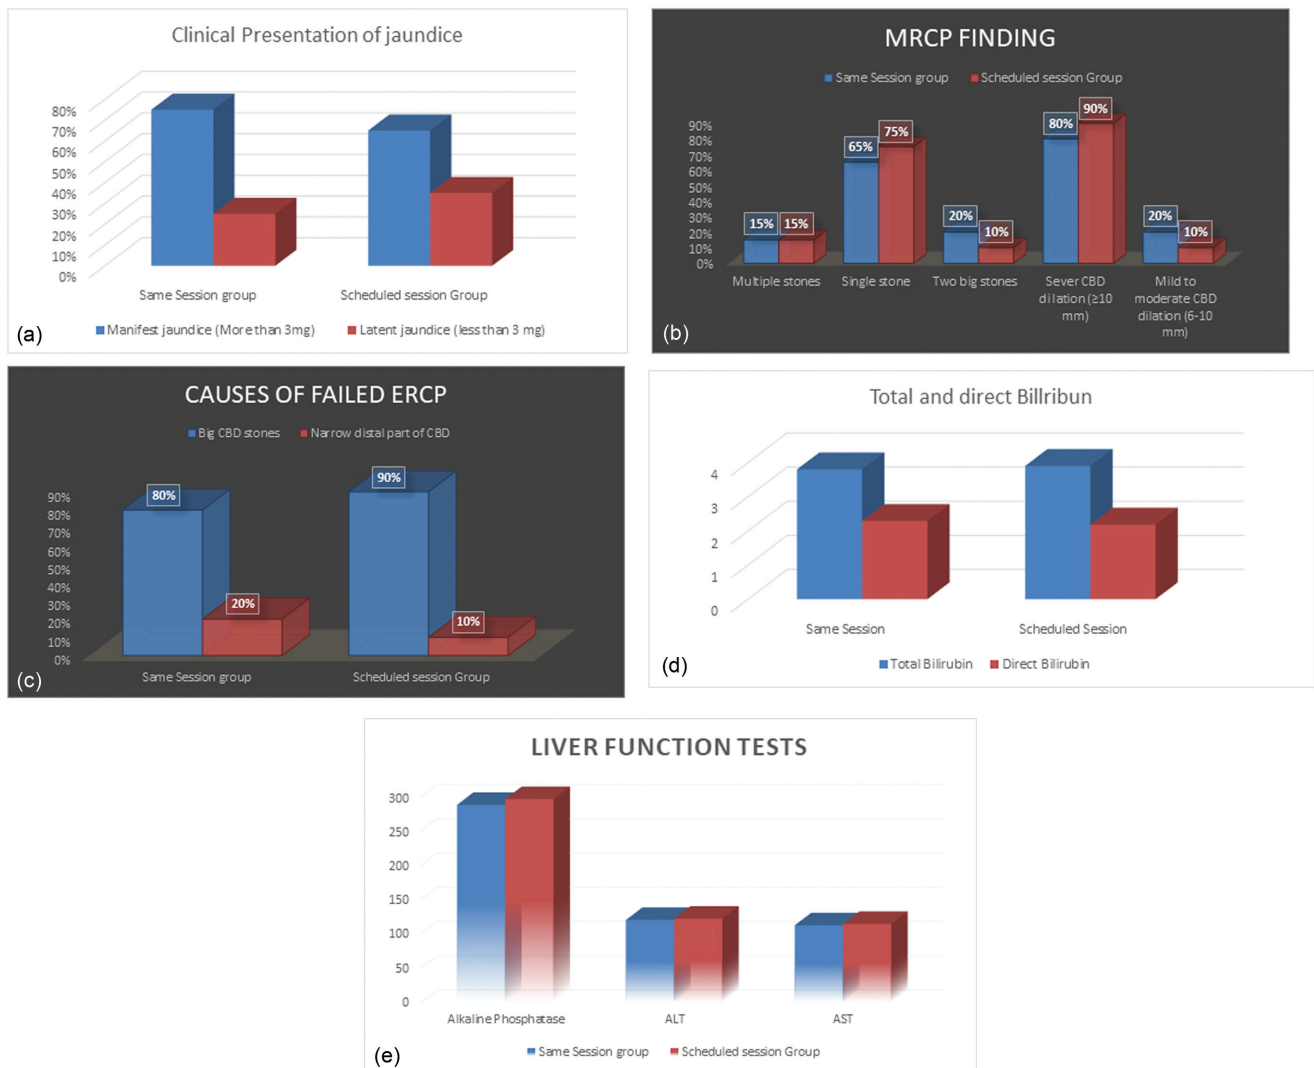 Clinical Presentation of jaundice
80%
70%
60%
50%
40%
30%
20%
10%
0%
Same Session group
Scheduled session Group
Manifest jaundice (More than 3mg)
Latent jaundice (less than 3 mg)
(a)
MRCP FINDING
Same Session group
Scheduled session Group
90%
80%
70%
60%
50%
40%
30%
20%
10%
0%
15%
15%
65%
75%
20%
10%
80%
90%
20%
10%
Multiple stones
Single stone
Two big stones
Sever CBD
dilation (≥10
mm)
Mild to
moderate CBD
dilation (6-10
mm)
(b)
CAUSES OF FAILED ERCP
Big CBD stones
Narrow distal part of CBD
90%
80%
70%
60%
50%
40%
30%
20%
10%
0%
80%
20%
90%
10%
Same Session group
Scheduled session Group
(c)
Total and direct Billribun
4
3
2
1
0
Same Session
Scheduled Session
Total Bilirubin
Direct Bilirubin
(d)
LIVER FUNCTION TESTS
300
250
200
150
100
50
0
Alkaline Phosphatase
ALT
AST
Same Session group
Scheduled session Group
(e)